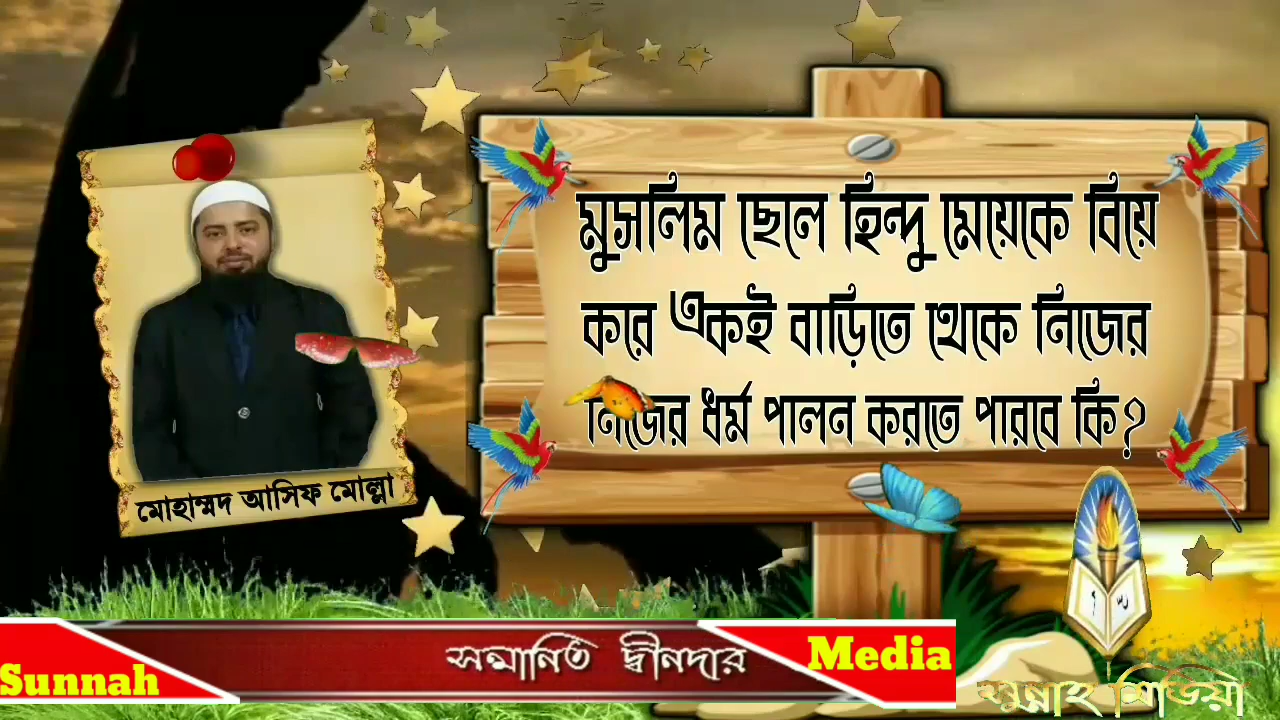 মুসলিম ছেলে হিন্দু মেয়েকে বিয়ে
করে একই বাড়িতে থেকে নিজের
নিজের ধর্ম পালন করতে পারবে কি?
মোহাম্মদ আসিফ মোল্লা
Sunnah
সম্মানিত দ্বীনদার
Media
সুন্নাহ মিডিয়া